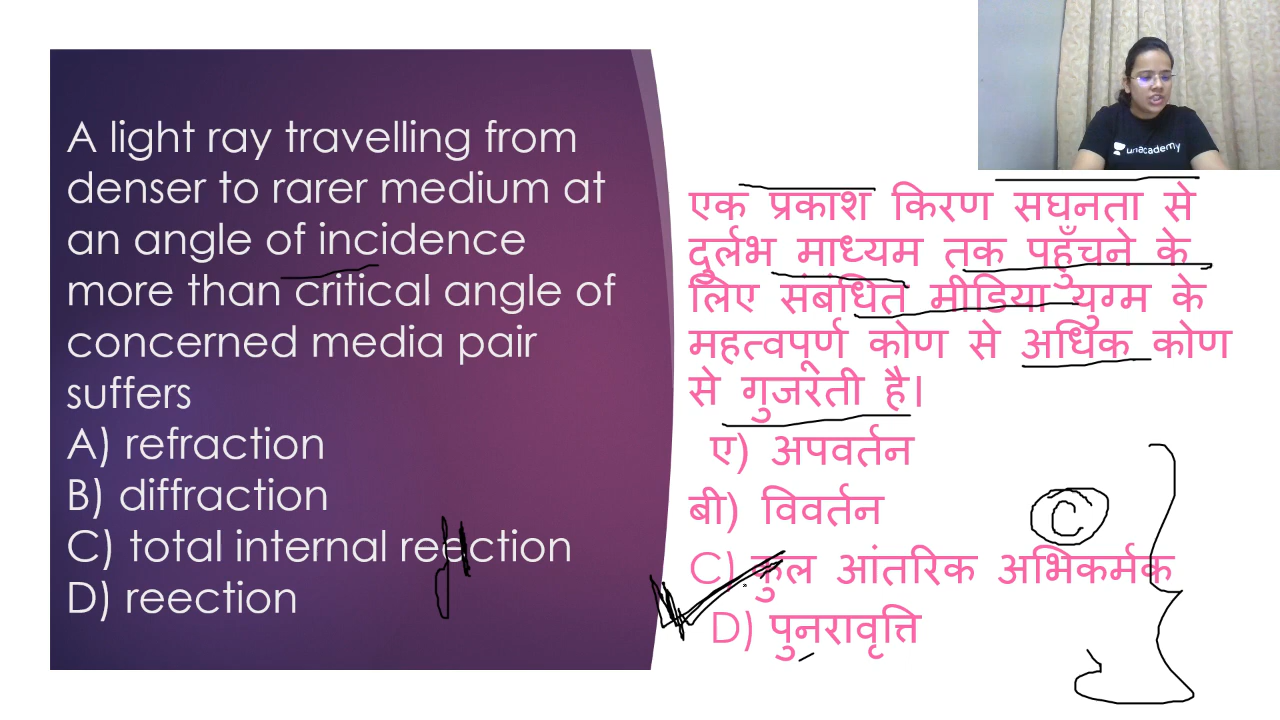 A light ray travelling from
denser to rarer medium at
an angle of incidence
more than critical angle of
concerned media pair
suffers
A) refraction
B) diffraction
C) total internal reection
D) reection
एक प्रकाश किरण सघनता से
दुर्लभ माध्यम तक पहुँचने के
लिए संबंधित मीडिया युग्म के
महत्वपूर्ण कोण से अधिक कोण
से गुजरती है।
ए) अपवर्तन
बी) विवर्तन
C) कुल आंतरिक अभिकर्मक
D) पुनरावृत्ति
C
fl
unacademy